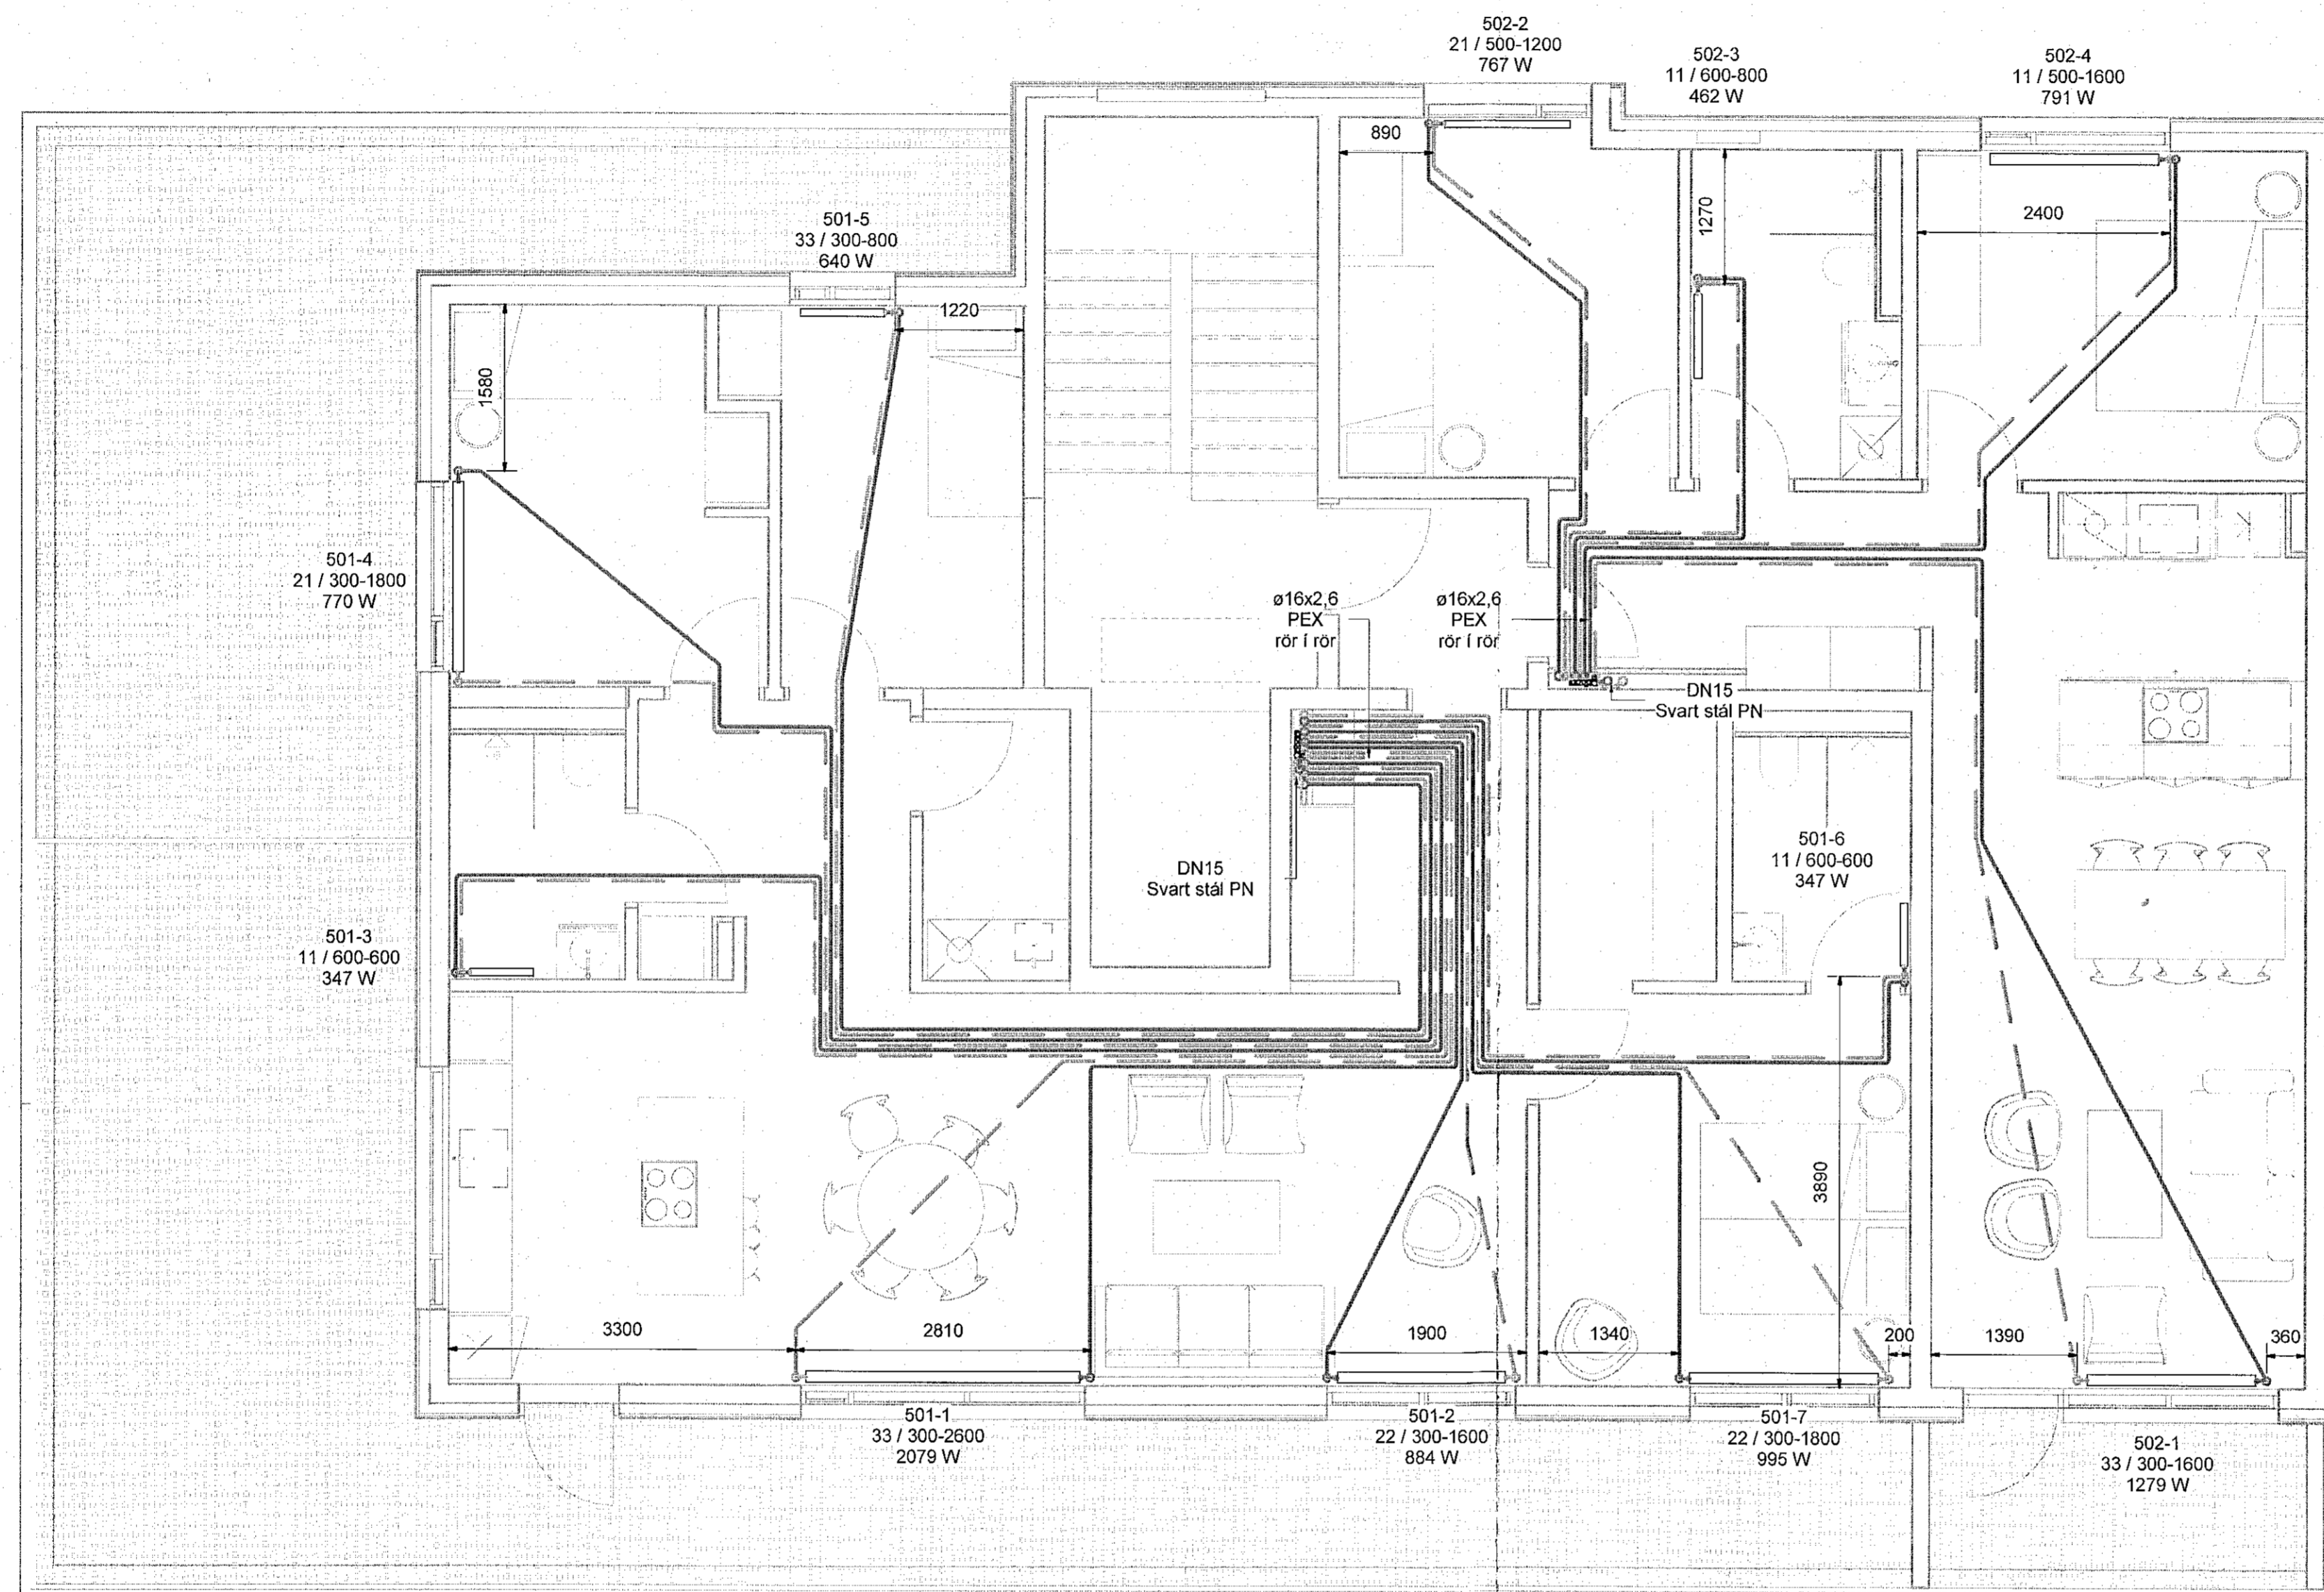 502-2
21 / 500-1200
767 W
502-3
11 / 600-800
462 W
502-4
11 / 500-1600
791 W
890
1270
2400
501-5
33 / 300-800
640 W
1220
1580
501-4
21 / 300-1800
770 W
ø16x2,6
PEX
rör í rör
ø16x2,6
PEX
rör í rör
DN15
Svart stál PN
DN15
Svart stál PN
501-6
11 / 600-600
347 W
501-3
11 / 600-600
347 W
3890
3300
2810
1900
1340
200
1390
360
501-1
33 / 300-2600
2079 W
501-2
22 / 300-1600
884 W
501-7
22 / 300-1800
995 W
502-1
33 / 300-1600
1279 W